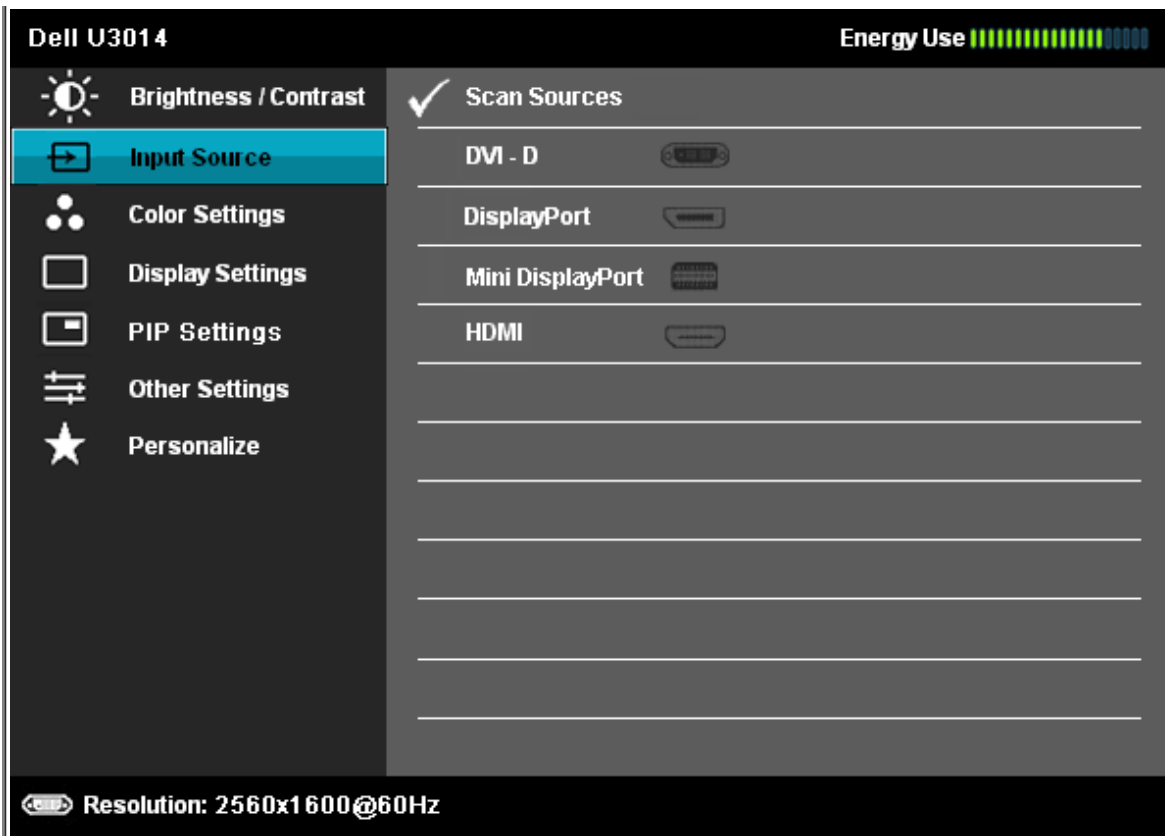 Dell U3014
Energy Use
Brightness / Contrast
Scan Sources
Input Source
DVI - D
Color Settings
DisplayPort
Display Settings
Mini DisplayPort
PIP Settings
HDMI
Other Settings
Personalize
Resolution: 2560x1600@60Hz